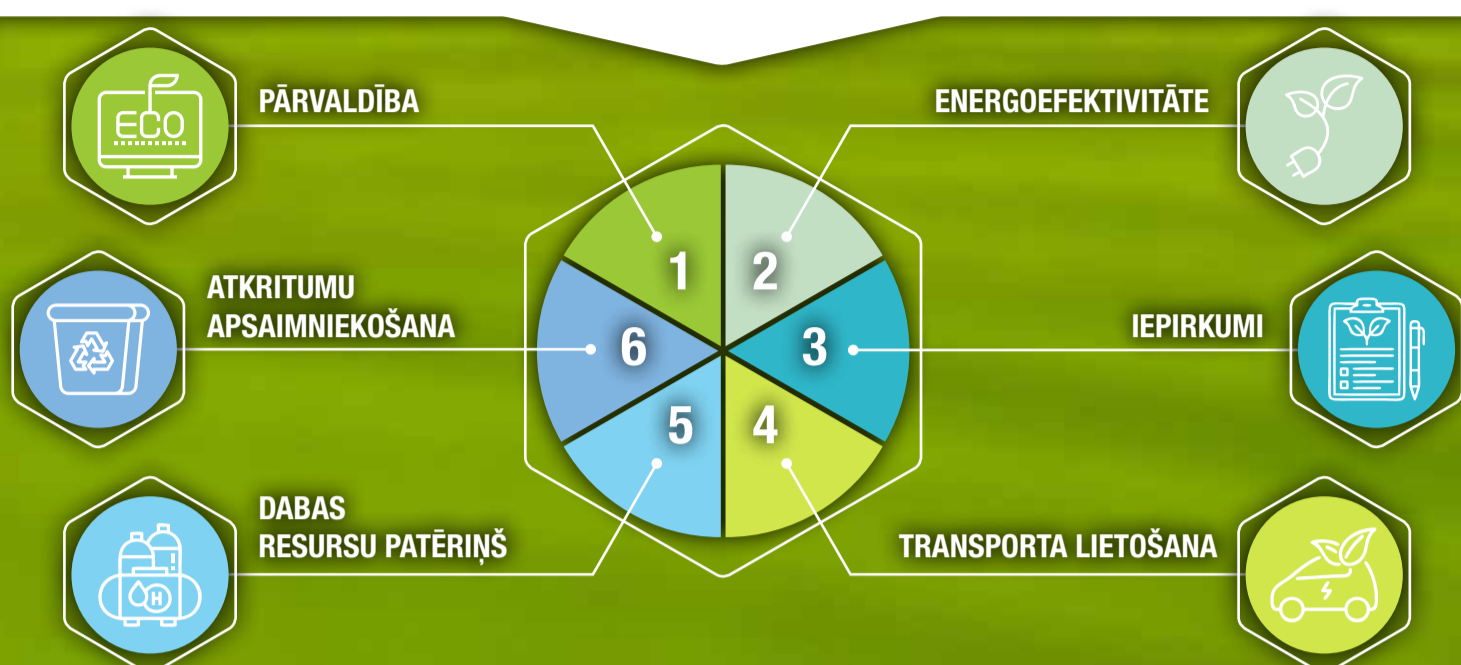 PĀRVALDĪBA
ENERGOEFEKTIVITĀTE
ECO
1
2
ATKRITUMU
APSAIMNIEKOŠANA
IEPIRKUMI
6
3
5
4
DABAS
RESURSU PATĒRIŅŠ
TRANSPORTA LIETOŠANA
H